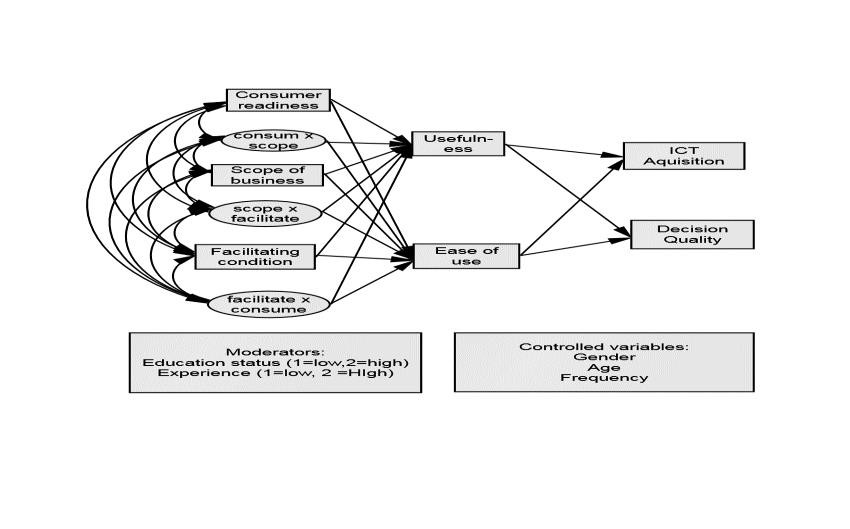 Consumer
readiness
consum x
scope
Usefuln-
ess
ICT
Aquisition
Scope of
business
scope x
facilitate
Decision
Quality
Facilitating
condition
Ease of
use
facilitate x
consume
Moderators:
Education status (1=low,2=high)
Experience (1=low, 2 =HIgh)
Controlled variables:
Gender
Age
Frequency